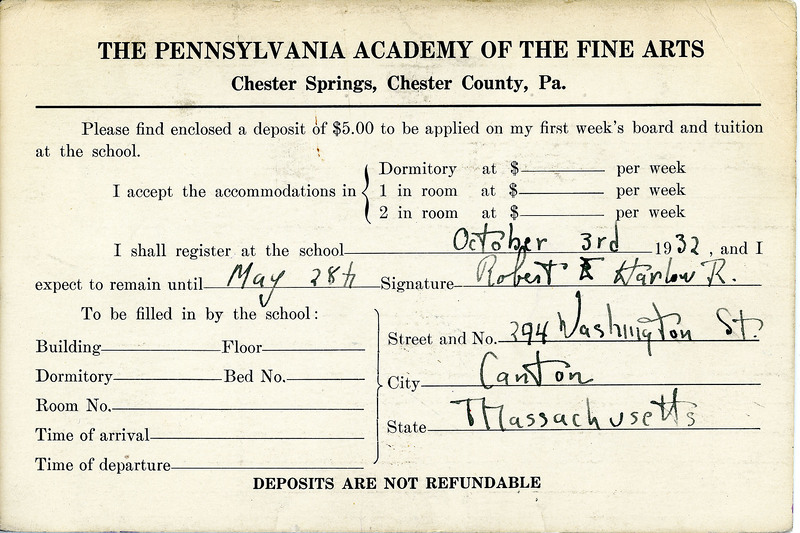 THE PENNSYLVANIA ACADEMY OF THE FINE ARTS
Chester Springs, Chester County, Pa.
Please find enclosed a deposit of $5.00 to be applied on my first week's board and tuition
at the school.
I accept the accommodations in
Dormitory at $ per week
1 in room at $ per week
2 in room at $ per week
I shall register at the school October 3rd 1932, and I
expect to remain until May 28th Signature Robert E Harlow R.
To be filled in by the school:
Building Floor
Dormitory Bed No.
Room No.
Time of arrival
Time of departure
Street and No. 394 Washington St.
City Canton
State Massachusetts
DEPOSITS ARE NOT REFUNDABLE